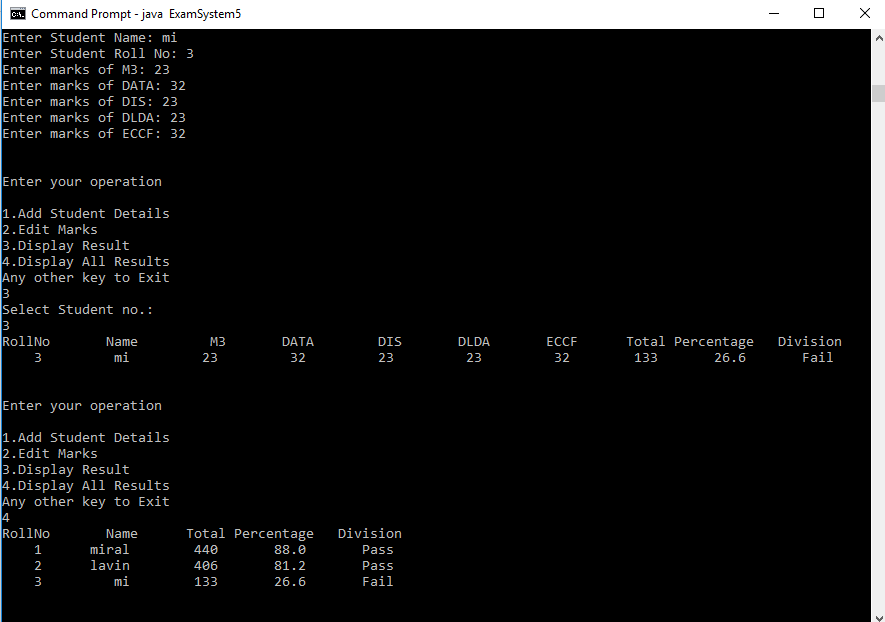 Command Prompt - java ExamSystem5
Enter Student Name: mi
Enter Student Roll No: 3
Enter marks of M3: 23
Enter marks of DATA: 32
Enter marks of DIS: 23
Enter marks of DLDA: 23
Enter marks of ECCF: 32
Enter your operation
1.Add Student Details
2.Edit Marks
3.Display Result
4.Display All Results
Any other key to Exit
3
Select Student no.:
3
RollNo Name M3 DATA DIS DLDA ECCF Total Percentage Division
3 mi 23 32 23 23 32 133 26.6 Fail
Enter your operation
1.Add Student Details
2.Edit Marks
3.Display Result
4.Display All Results
Any other key to Exit
4
RollNo Name Total Percentage Division
1 miral 440 88.0 Pass
2 lavin 406 81.2 Pass
3 mi 133 26.6 Fail